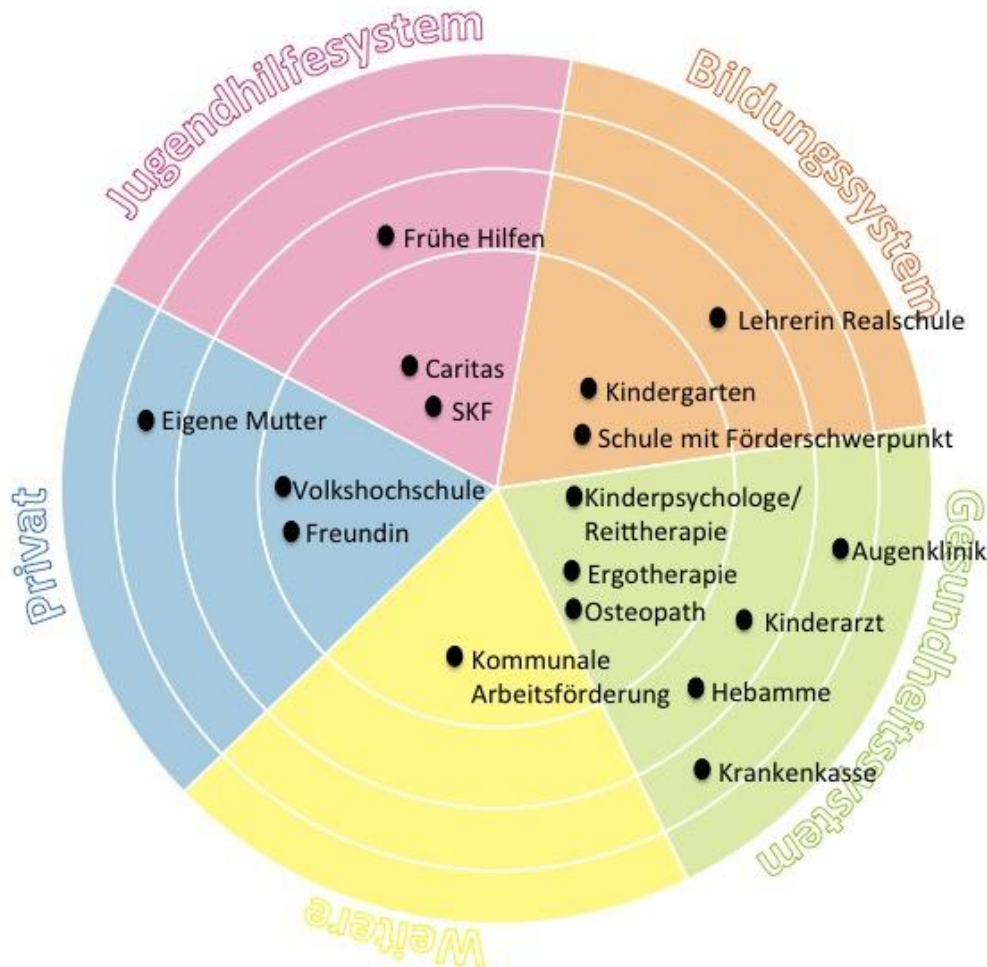 Jugendhilfesystem
Bildungssystem
Frühe Hilfen
Lehrerin Realschule
Caritas
Kindergarten
SKF
Eigene Mutter
Schule mit Förderschwerpunkt
Volkshochschule
Kinderpsychologe/
Reittherapie
Freundin
Augenklinik
Privat
Gesundheitssystem
Ergotherapie
Osteopath
Kinderarzt
Kommunale
Arbeitsförderung
Hebamme
Krankenkasse
Weitere